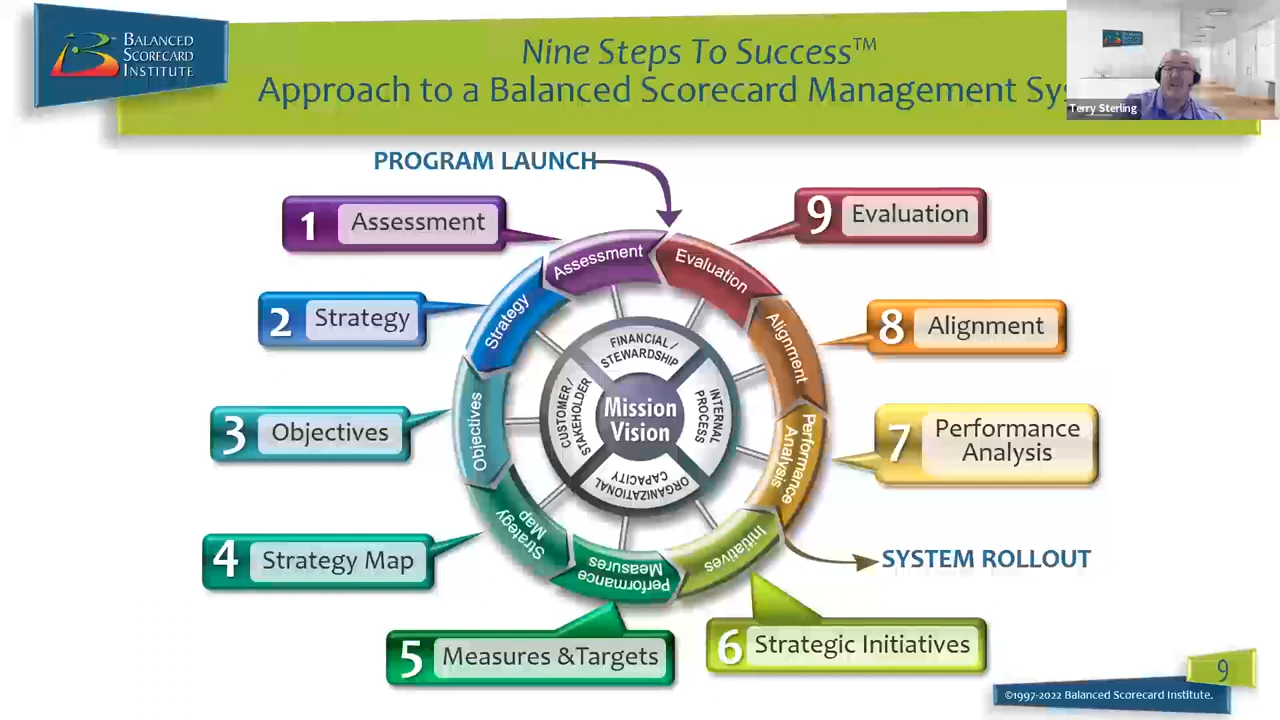 BALANCED
SCORECARD
INSTITUTE
Nine Steps To Success™
Approach to a Balanced Scorecard Management Sys
Terry Sterling
PROGRAM LAUNCH
1 Assessment
9 Evaluation
2 Strategy
8 Alignment
3 Objectives
7 Performance
Analysis
4 Strategy Map
SYSTEM ROLLOUT
5 Measures &Targets
6 Strategic Initiatives
Assessment
Evaluation
Strategy
Alignment
Objectives
Performance
Analysis
Strategy
Map
Performance
Measures
Initiatives
FINANCIAL/
STEWARDSHIP
CUSTOMER/
STAKEHOLDER
INTERNAL
PROCESS
ORGANIZATIONAL
CAPACITY
Mission
Vision
9
©1997-2022 Balanced Scorecard Institute.